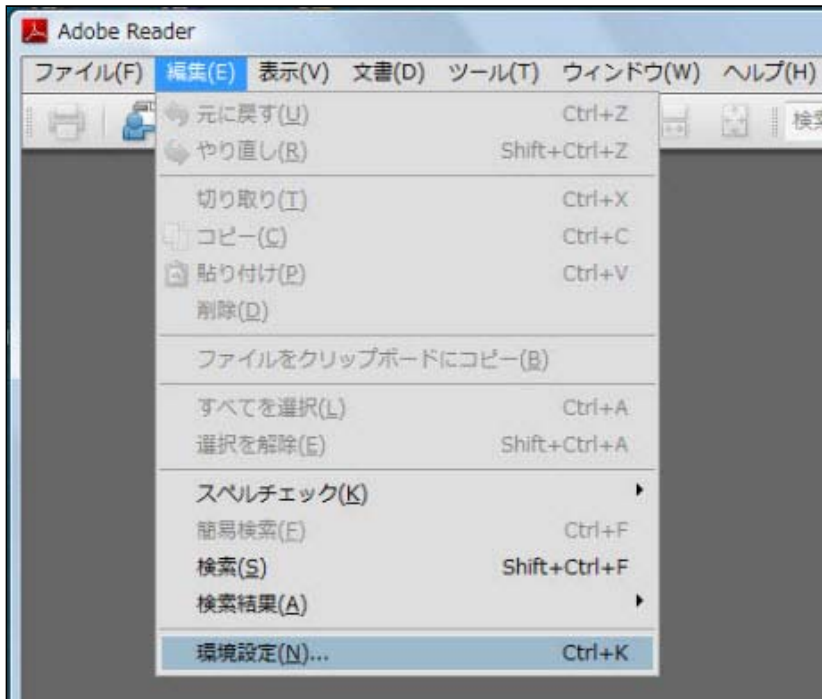 Adobe Reader
ファイル(F) 編集(E) 表示(V) 文書(D) ツール(T) ウィンドウ(W) ヘルプ(H)
検索
元に戻す(U) Ctrl+Z
やり直し(R) Shift+Ctrl+Z
切り取り(T) Ctrl+X
コピー(C) Ctrl+C
貼り付け(P) Ctrl+V
削除(D)
ファイルをクリップボードにコピー(B)
すべてを選択(L) Ctrl+A
選択を解除(E) Shift+Ctrl+A
スペルチェック(K)
簡易検索(F) Ctrl+F
検索(S) Shift+Ctrl+F
検索結果(A)
環境設定(N)... Ctrl+K